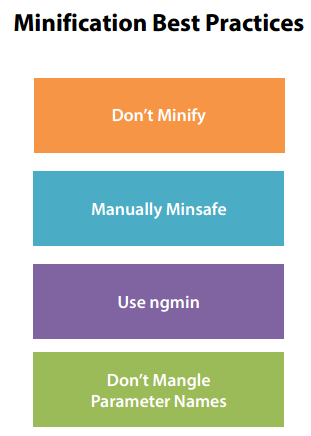 Minification Best Practices
Don’t Minify
Manually Minsafe
Use ngmin
Don’t Mangle
Parameter Names